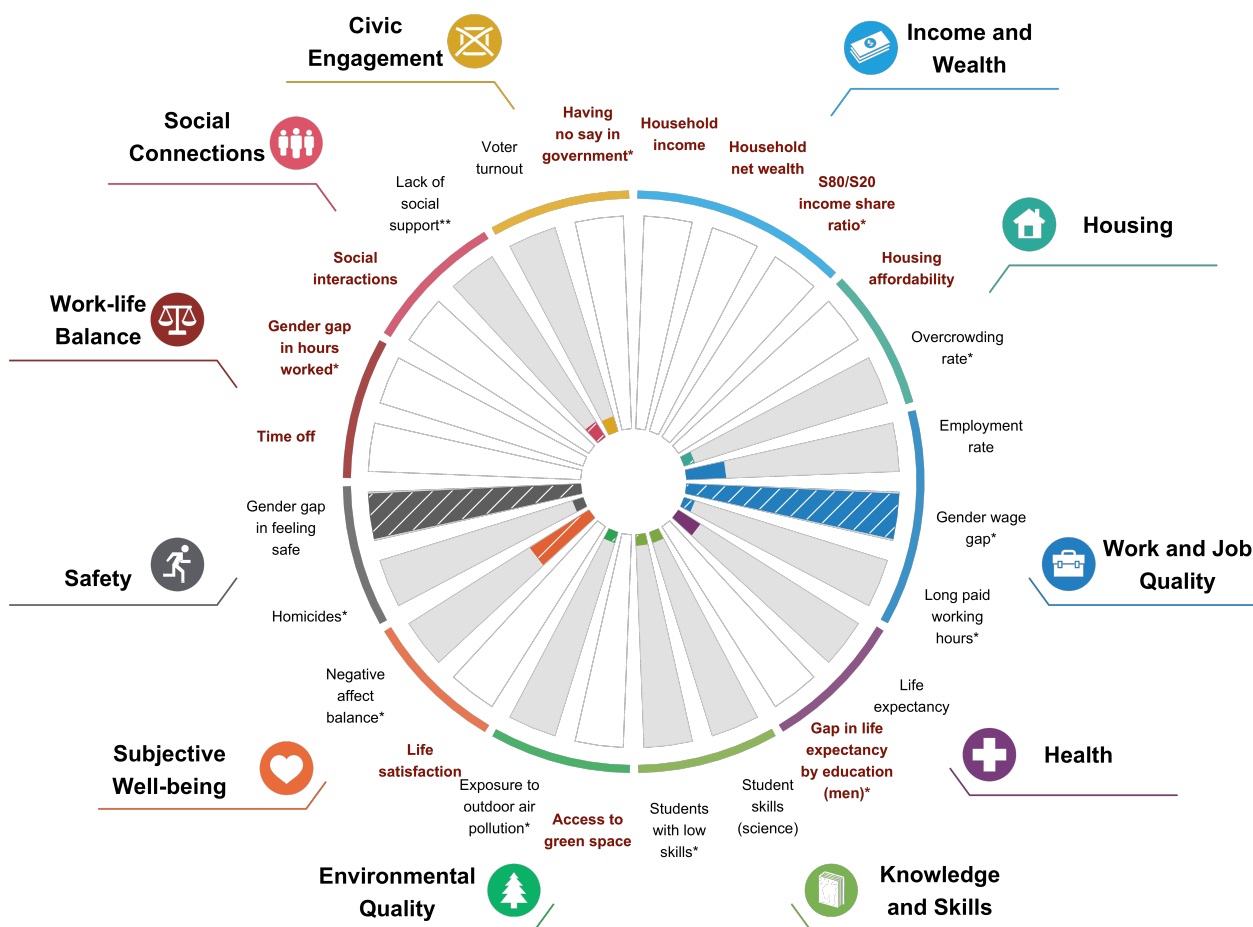 Civic
Engagement
Income and
Wealth
Social
Connections
Housing
Work-life
Balance
Safety
Work and Job
Quality
Subjective
Well-being
Health
Environmental
Quality
Knowledge
and Skills
Having
no say in
government*
Household
income
Household
net wealth
S80/S20
income share
ratio*
Housing
affordability
Overcrowding
rate*
Employment
rate
Gender wage
gap*
Long paid
working
hours*
Life
expectancy
Gap in life
expectancy
by education
(men)*
Student
skills
(science)
Students
with low
skills*
Access to
green space
Exposure to
outdoor air
pollution*
Life
satisfaction
Negative
affect
balance*
Homicides*
Gender gap
in feeling
safe
Time off
Gender gap
in hours
worked*
Social
interactions
Lack of
social
support**
Voter
turnout